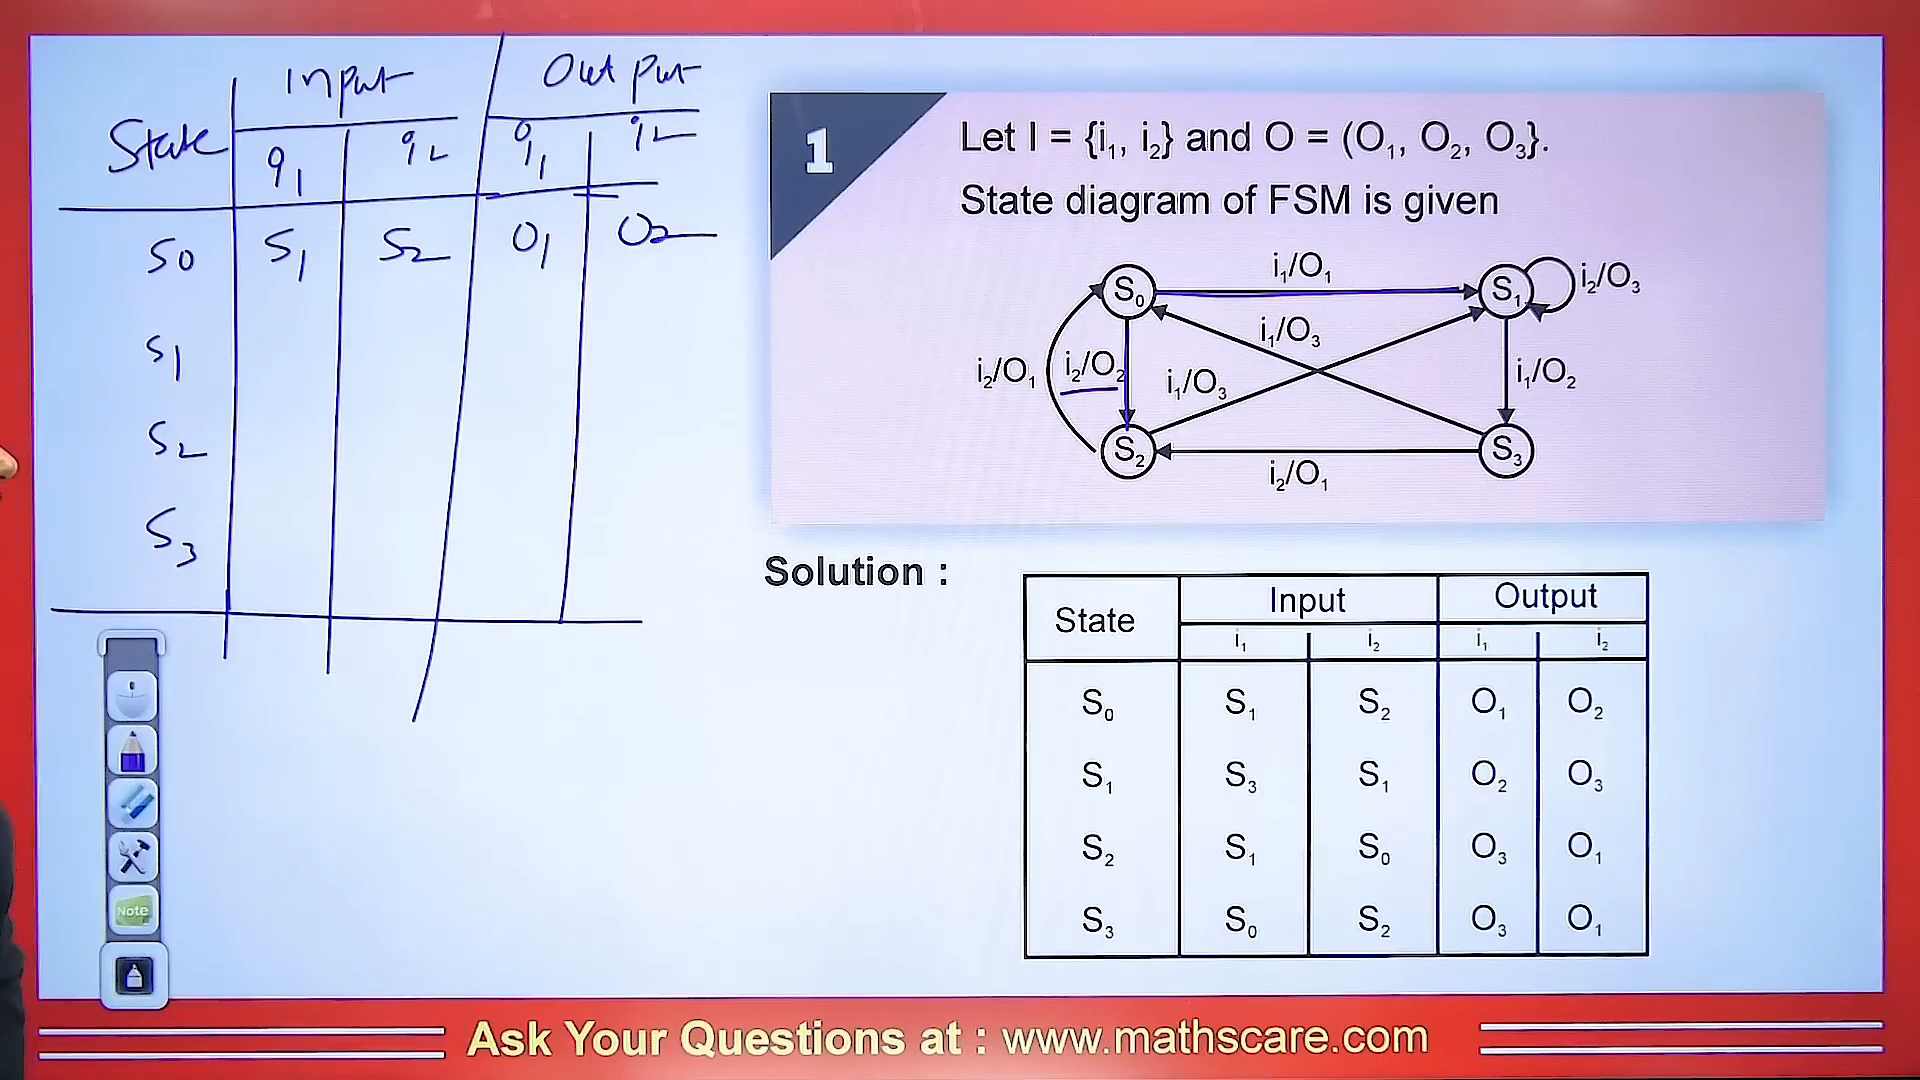 Input Output
State i₁ i₂ i₁ i₂
S0 S1 S2 O1 O2
S1
S2
S3
1
Let I = {i₁, i₂} and O = (O₁, O₂, O₃}.
State diagram of FSM is given
S₀ i₁/O₁ S₁ i₂/O₃
i₁/O₃
i₂/O₁ i₂/O₂ i₁/O₃ i₁/O₂
S₂ S₃
i₂/O₁
Solution :
State Input Output
i₁ i₂ i₁ i₂
S₀ S₁ S₂ O₁ O₂
S₁ S₃ S₁ O₂ O₃
S₂ S₁ S₀ O₃ O₁
S₃ S₀ S₂ O₃ O₁
Note
Ask Your Questions at : www.mathscare.com